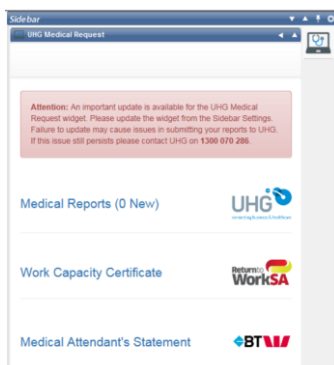 Sidebar
UHG Medical Request
Attention: An important update is available for the UHG Medical
Request widget. Please update the widget from the Sidebar Settings.
Failure to update may cause issues in submitting your reports to UHG.
If this issue still persists please contact UHG on 1300 070 286.
Medical Reports (0 New)
UHG
connecting business & healthcare
Work Capacity Certificate
Return to
WorkSA
Medical Attendant's Statement
BT